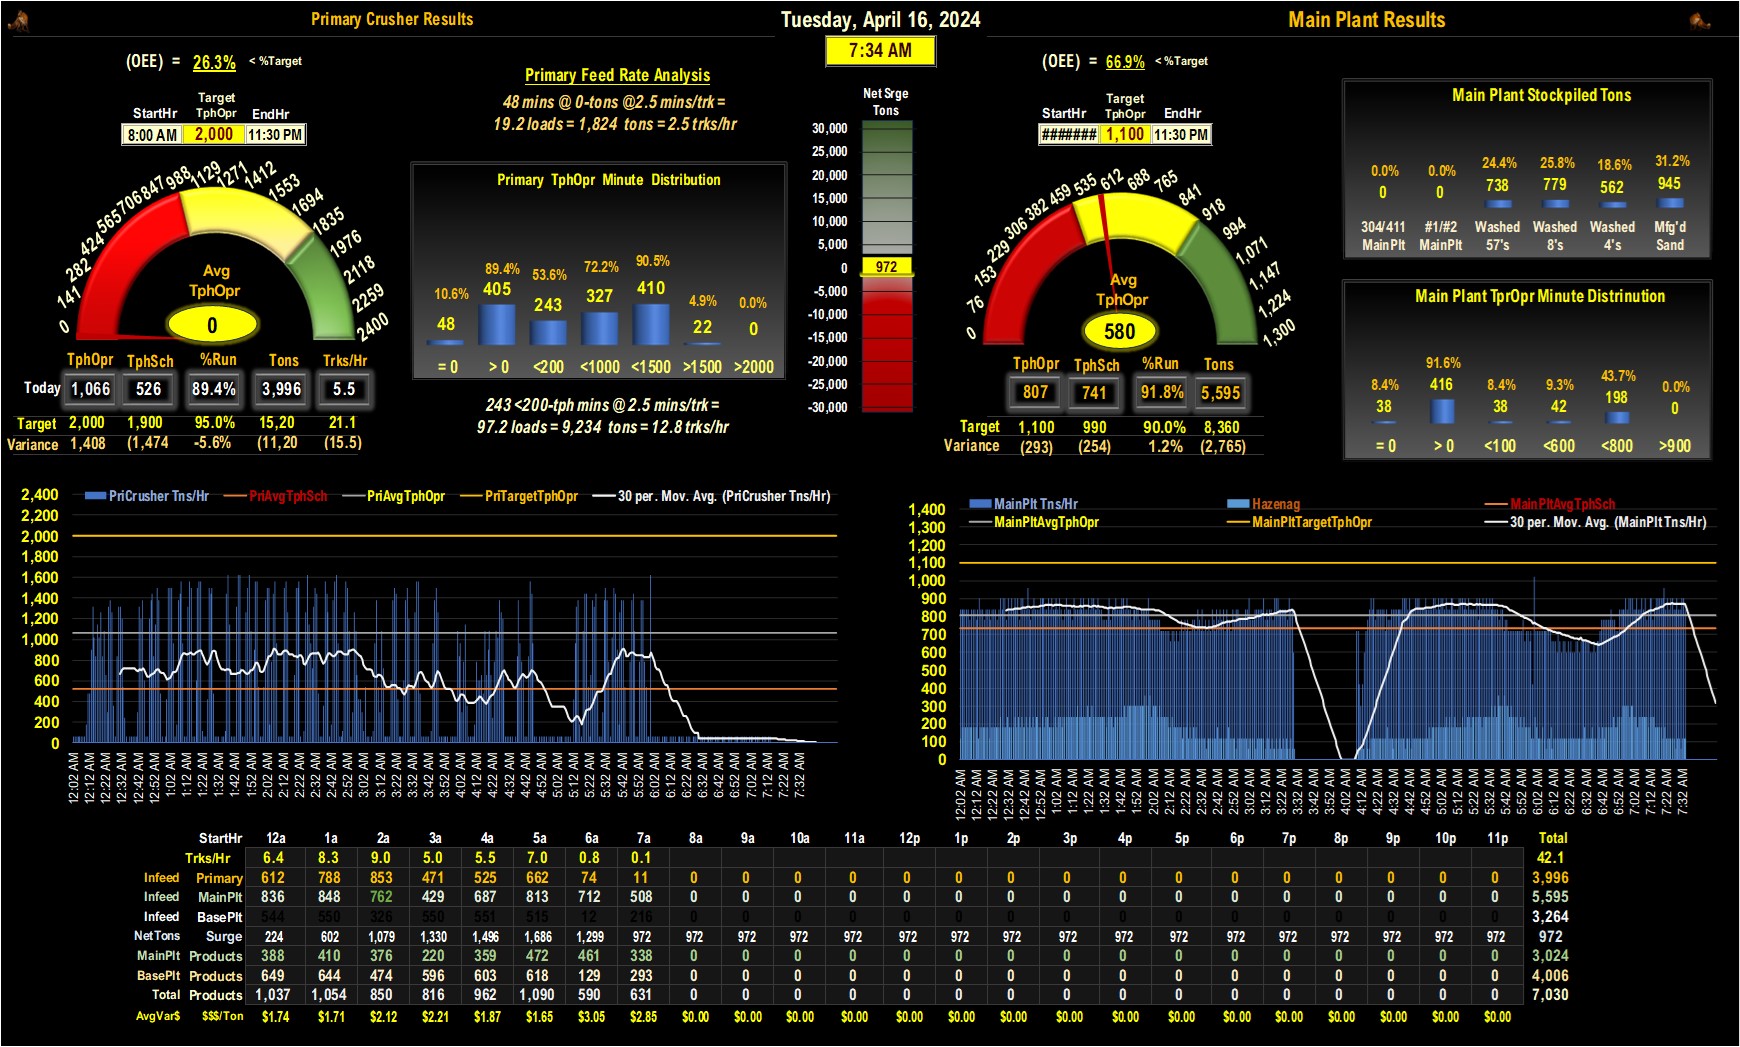 Primary Crusher Results
Tuesday, April 16, 2024
Main Plant Results
7:34 AM
(OEE) = 26.3% < %Target
StartHr Target TphOpr EndHr
8:00 AM 2,000 11:30 PM
Primary Feed Rate Analysis
48 mins @ 0-tons @2.5 mins/trk =
19.2 loads = 1,824 tons = 2.5 trks/hr
0 141 282 424 565 706 847 988 1129 1271 1412 1553 1694 1835 1976 2118 2259 2400
Avg
TphOpr
0
TphOpr TphSch %Run Tons Trks/Hr
Today 1,066 526 89.4% 3,996 5.5
Target 2,000 1,900 95.0% 15,20 21.1
Variance 1,408 (1,474 -5.6% (11,20 (15.5)
Primary TphOpr Minute Distribution
10.6% 89.4% 53.6% 72.2% 90.5% 4.9% 0.0%
48 405 243 327 410 22 0
= 0 > 0 <200 <1000 <1500 >1500 >2000
243 <200-tph mins @ 2.5 mins/trk =
97.2 loads = 9,234 tons = 12.8 trks/hr
Net Srge
Tons
30,000
25,000
20,000
15,000
10,000
5,000
0
972
-5,000
-10,000
-15,000
-20,000
-25,000
-30,000
(OEE) = 66.9% < %Target
StartHr Target TphOpr EndHr
####### 1,100 11:30 PM
0 76 153 229 306 382 459 535 612 688 765 841 918 994 1,071 1,147 1,224 1,300
Avg
TphOpr
580
TphOpr TphSch %Run Tons
807 741 91.8% 5,595
Target 1,100 990 90.0% 8,360
Variance (293) (254) 1.2% (2,765)
Main Plant Stockpiled Tons
0.0% 0.0% 24.4% 25.8% 18.6% 31.2%
0 0 738 779 562 945
304/411 #1/#2 Washed Washed Washed Mfg'd
MainPlt MainPlt 57's 8's 4's Sand
Main Plant TprOpr Minute Distrinution
8.4% 91.6% 8.4% 9.3% 43.7% 0.0%
38 416 38 42 198 0
= 0 > 0 <100 <600 <800 >900
PriCrusher Tns/Hr PriAvgTphSch PriAvgTphOpr PriTargetTphOpr 30 per. Mov. Avg. (PriCrusher Tns/Hr)
2,400
2,200
2,000
1,800
1,600
1,400
1,200
1,000
800
600
400
200
0
12:02 AM 12:12 AM 12:22 AM 12:32 AM 12:42 AM 12:52 AM 1:02 AM 1:12 AM 1:22 AM 1:32 AM 1:42 AM 1:52 AM 2:02 AM 2:12 AM 2:22 AM 2:32 AM 2:42 AM 2:52 AM 3:02 AM 3:12 AM 3:22 AM 3:32 AM 3:42 AM 3:52 AM 4:02 AM 4:12 AM 4:22 AM 4:32 AM 4:42 AM 4:52 AM 5:02 AM 5:12 AM 5:22 AM 5:32 AM 5:42 AM 5:52 AM 6:02 AM 6:12 AM 6:22 AM 6:32 AM 6:42 AM 6:52 AM 7:02 AM 7:12 AM 7:22 AM 7:32 AM
MainPlt Tns/Hr Hazenag MainPltAvgTphSch
MainPltAvgTphOpr MainPltTargetTphOpr 30 per. Mov. Avg. (MainPlt Tns/Hr)
1,400
1,300
1,200
1,100
1,000
900
800
700
600
500
400
300
200
100
0
12:02 AM 12:12 AM 12:22 AM 12:32 AM 12:42 AM 12:52 AM 1:02 AM 1:12 AM 1:22 AM 1:32 AM 1:42 AM 1:52 AM 2:02 AM 2:12 AM 2:22 AM 2:32 AM 2:42 AM 2:52 AM 3:02 AM 3:12 AM 3:22 AM 3:32 AM 3:42 AM 3:52 AM 4:02 AM 4:12 AM 4:22 AM 4:32 AM 4:42 AM 4:52 AM 5:02 AM 5:12 AM 5:22 AM 5:32 AM 5:42 AM 5:52 AM 6:02 AM 6:12 AM 6:22 AM 6:32 AM 6:42 AM 6:52 AM 7:02 AM 7:12 AM 7:22 AM 7:32 AM
StartHr 12a 1a 2a 3a 4a 5a 6a 7a 8a 9a 10a 11a 12p 1p 2p 3p 4p 5p 6p 7p 8p 9p 10p 11p Total
Trks/Hr 6.4 8.3 9.0 5.0 5.5 7.0 0.8 0.1 42.1
Infeed Primary 612 788 853 471 525 662 74 11 0 0 0 0 0 0 0 0 0 0 0 0 0 0 0 0 3,996
Infeed MainPlt 836 848 762 429 687 813 712 508 0 0 0 0 0 0 0 0 0 0 0 0 0 0 0 0 5,595
Infeed BasePlt 544 550 326 550 551 515 12 216 0 0 0 0 0 0 0 0 0 0 0 0 0 0 0 0 3,264
NetTons Surge 224 602 1,079 1,330 1,496 1,686 1,299 972 972 972 972 972 972 972 972 972 972 972 972 972 972 972 972 972 972
MainPlt Products 388 410 376 220 359 472 461 338 0 0 0 0 0 0 0 0 0 0 0 0 0 0 0 0 3,024
BasePlt Products 649 644 474 596 603 618 129 293 0 0 0 0 0 0 0 0 0 0 0 0 0 0 0 0 4,006
Total Products 1,037 1,054 850 816 962 1,090 590 631 0 0 0 0 0 0 0 0 0 0 0 0 0 0 0 0 7,030
AvgVar$ $$$/Ton $1.74 $1.71 $2.12 $2.21 $1.87 $1.65 $3.05 $2.85 $0.00 $0.00 $0.00 $0.00 $0.00 $0.00 $0.00 $0.00 $0.00 $0.00 $0.00 $0.00 $0.00 $0.00 $0.00 $0.00